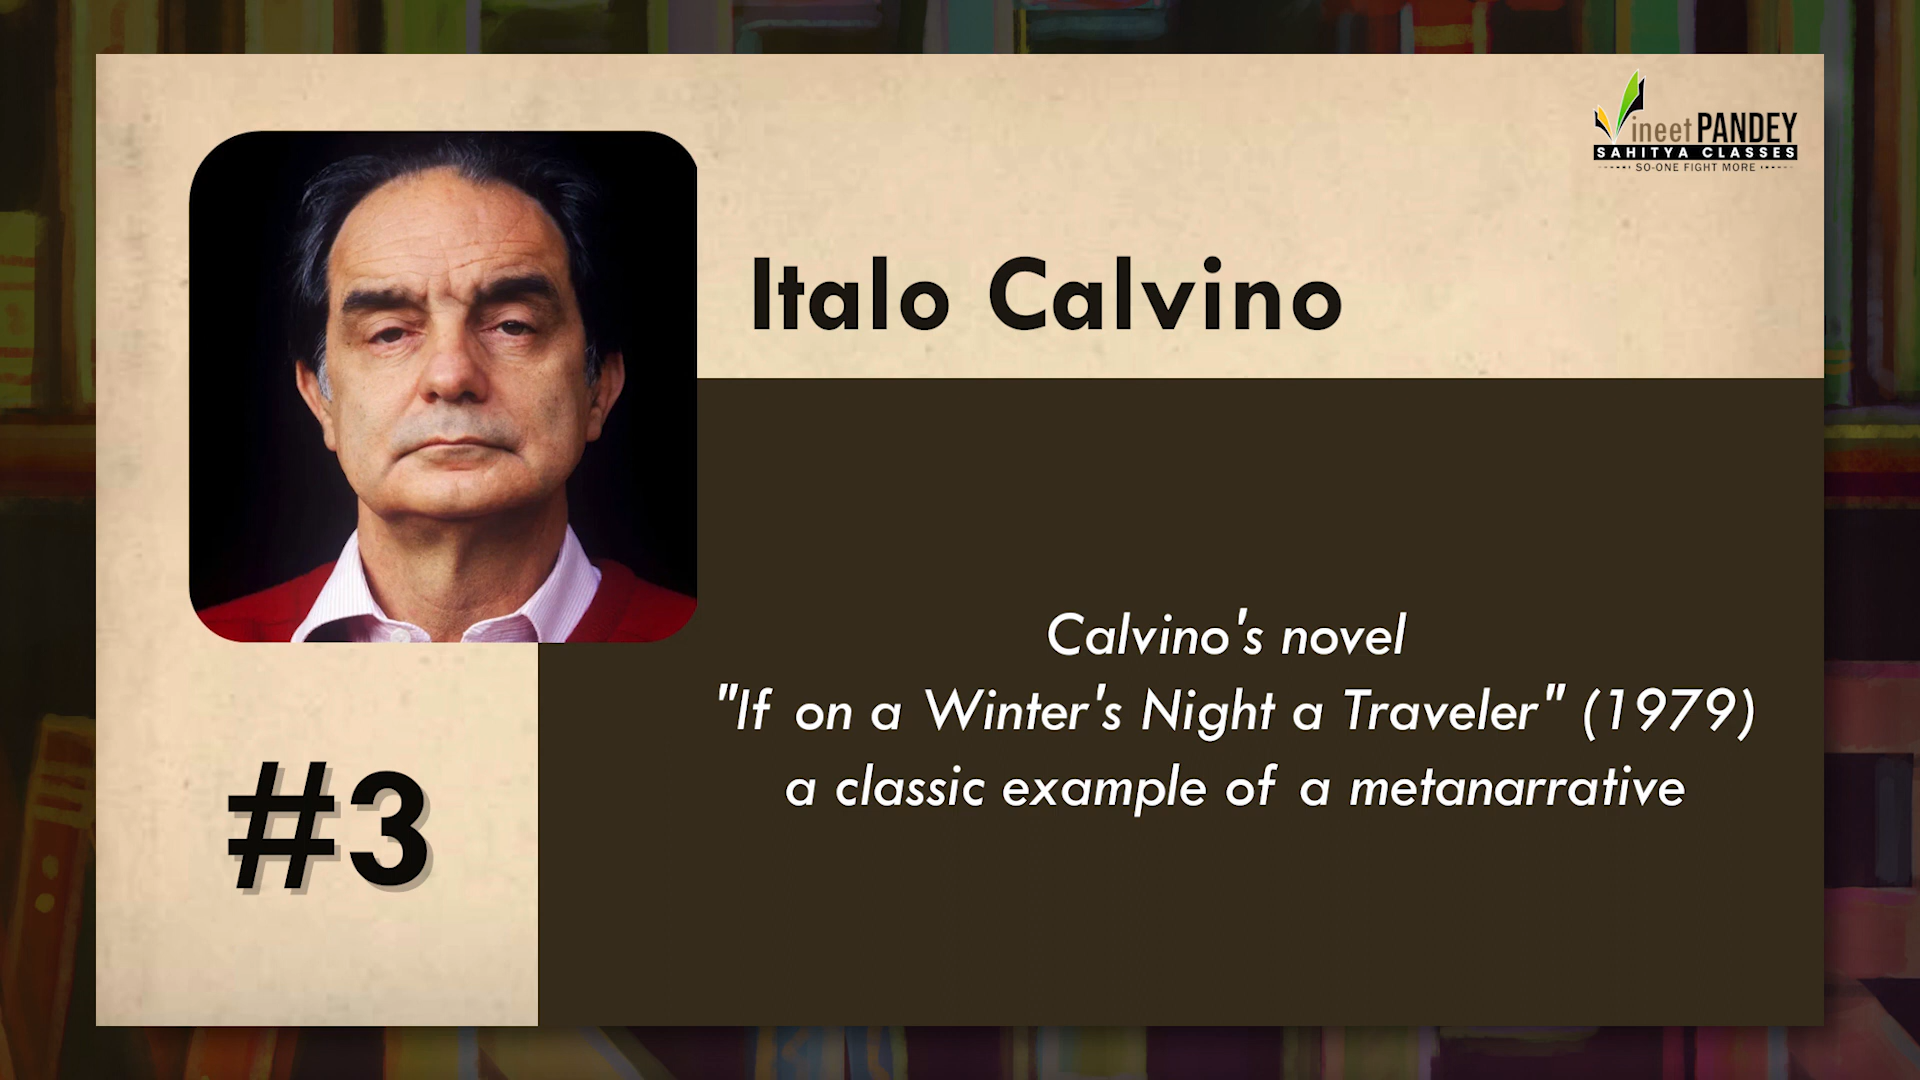 Vineet PANDEY
SAHITYA CLASSES
SO-ONE FIGHT MORE
Italo Calvino
Calvino's novel
"If on a Winter's Night a Traveler" (1979)
a classic example of a metanarrative
#3